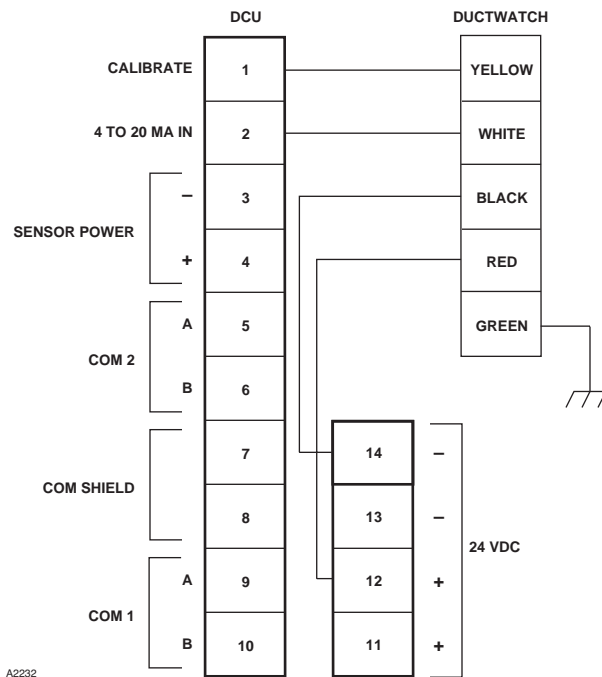 DCU DUCTWATCH
CALIBRATE 1 YELLOW
4 TO 20 MA IN 2 WHITE
– 3 BLACK
SENSOR POWER
+ 4 RED
A 5 GREEN
COM 2
B 6
7 14 –
COM SHIELD
8 13 –
24 VDC
A 9 12 +
COM 1
B 10 11 +
A2232